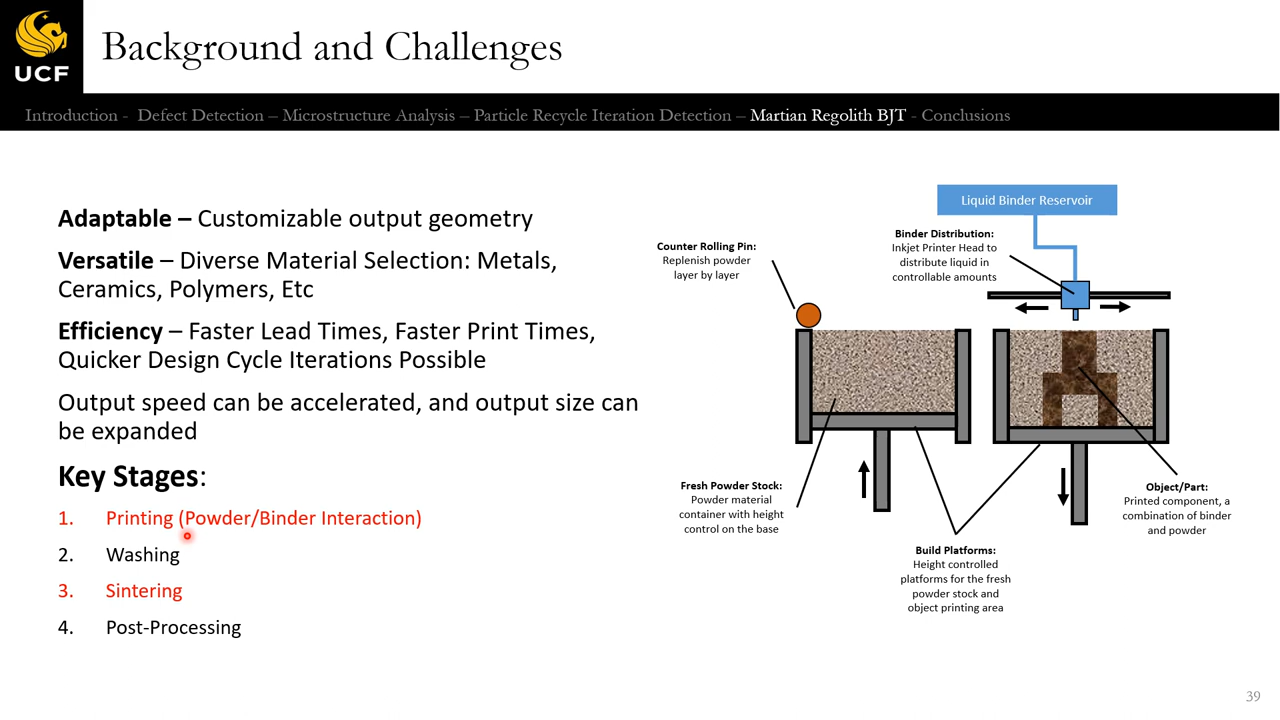 UCF
Background and Challenges
Introduction - Defect Detection – Microstructure Analysis – Particle Recycle Iteration Detection – Martian Regolith BJT - Conclusions
Adaptable – Customizable output geometry
Versatile – Diverse Material Selection: Metals,
Ceramics, Polymers, Etc
Efficiency – Faster Lead Times, Faster Print Times,
Quicker Design Cycle Iterations Possible
Output speed can be accelerated, and output size can
be expanded
Key Stages:
1. Printing (Powder/Binder Interaction)
2. Washing
3. Sintering
4. Post-Processing
Liquid Binder Reservoir
Binder Distribution:
Inkjet Printer Head to
distribute liquid in
controllable amounts
Counter Rolling Pin:
Replenish powder
layer by layer
Fresh Powder Stock:
Powder material
container with height
control on the base
Build Platforms:
Height controlled
platforms for the fresh
powder stock and
object printing area
Object/Part:
Printed component, a
combination of binder
and powder
39